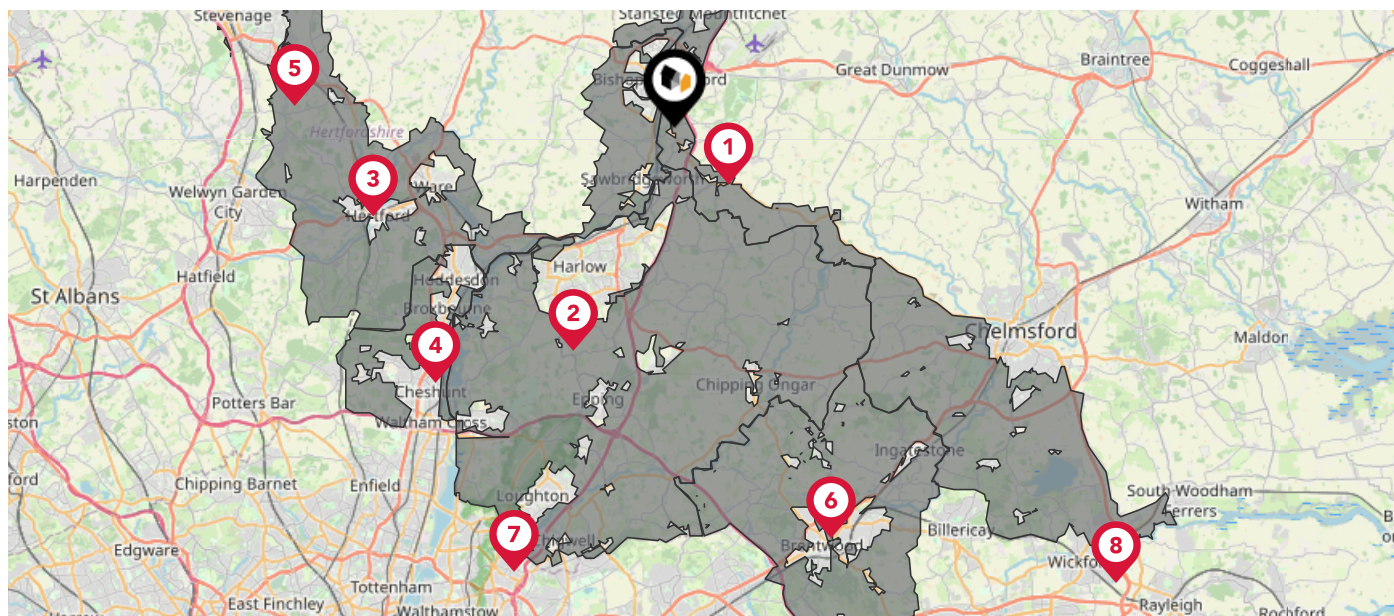 Stevenage
Stansted Mountfitchet
Braintree
Coggeshall
Great Dunmow
5
1
Hertfordshire
Harpenden
3
Sawbridgeworth
Ware
Welwyn Garden
City
Witham
Hertford
Harlow
Hatfield
Hoddesdon
St Albans
Broxbourne
2
Chelmsford
Maldon
4
Cheshunt
Chipping Ongar
Epping
Potters Bar
Waltham Cross
Ingatestone
Chipping Barnet
Enfield
Loughton
6
South Woodham
Ferrers
Billericay
7
Chigwell
Brentwood
8
Edgware
Tottenham
East Finchley
Walthamstow
Rayleigh
Rochford